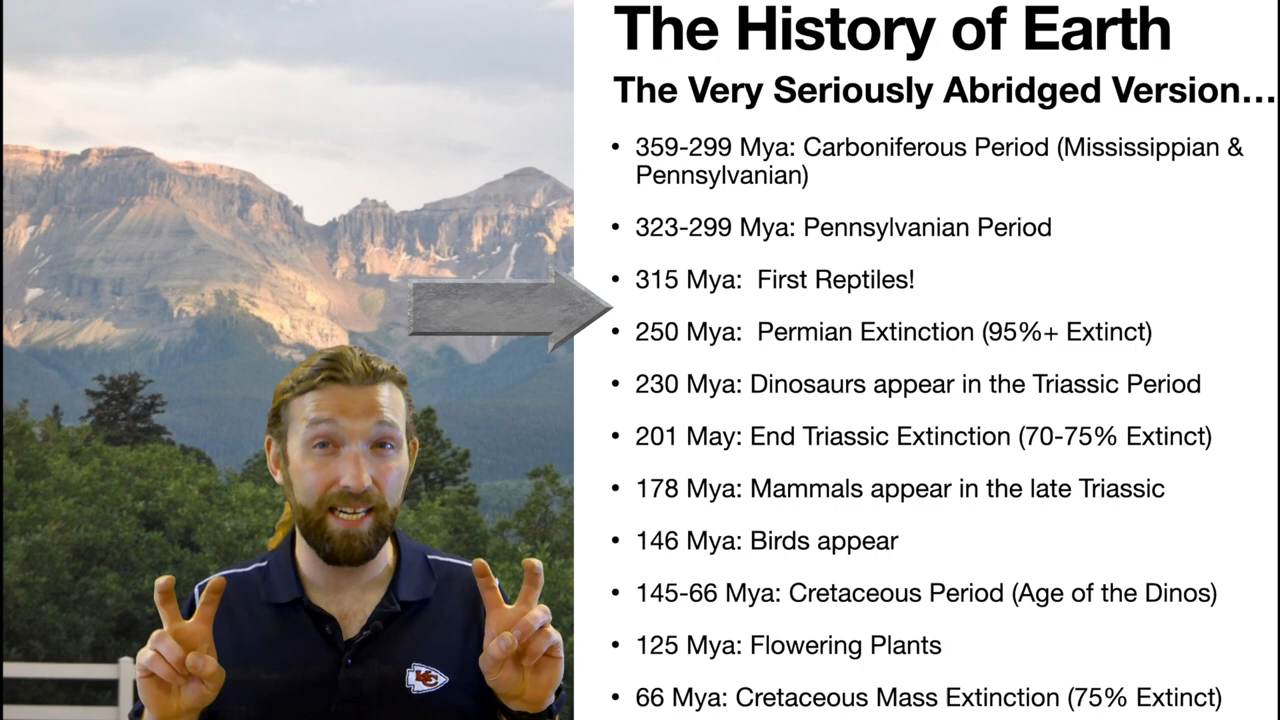 The History of Earth
The Very Seriously Abridged Version...
• 359-299 Mya: Carboniferous Period (Mississippian &
Pennsylvanian)
• 323-299 Mya: Pennsylvanian Period
• 315 Mya:  First Reptiles!
• 250 Mya:  Permian Extinction (95%+ Extinct)
• 230 Mya: Dinosaurs appear in the Triassic Period
• 201 May: End Triassic Extinction (70-75% Extinct)
• 178 Mya: Mammals appear in the late Triassic
• 146 Mya: Birds appear
• 145-66 Mya: Cretaceous Period (Age of the Dinos)
• 125 Mya: Flowering Plants
• 66 Mya: Cretaceous Mass Extinction (75% Extinct)
KC